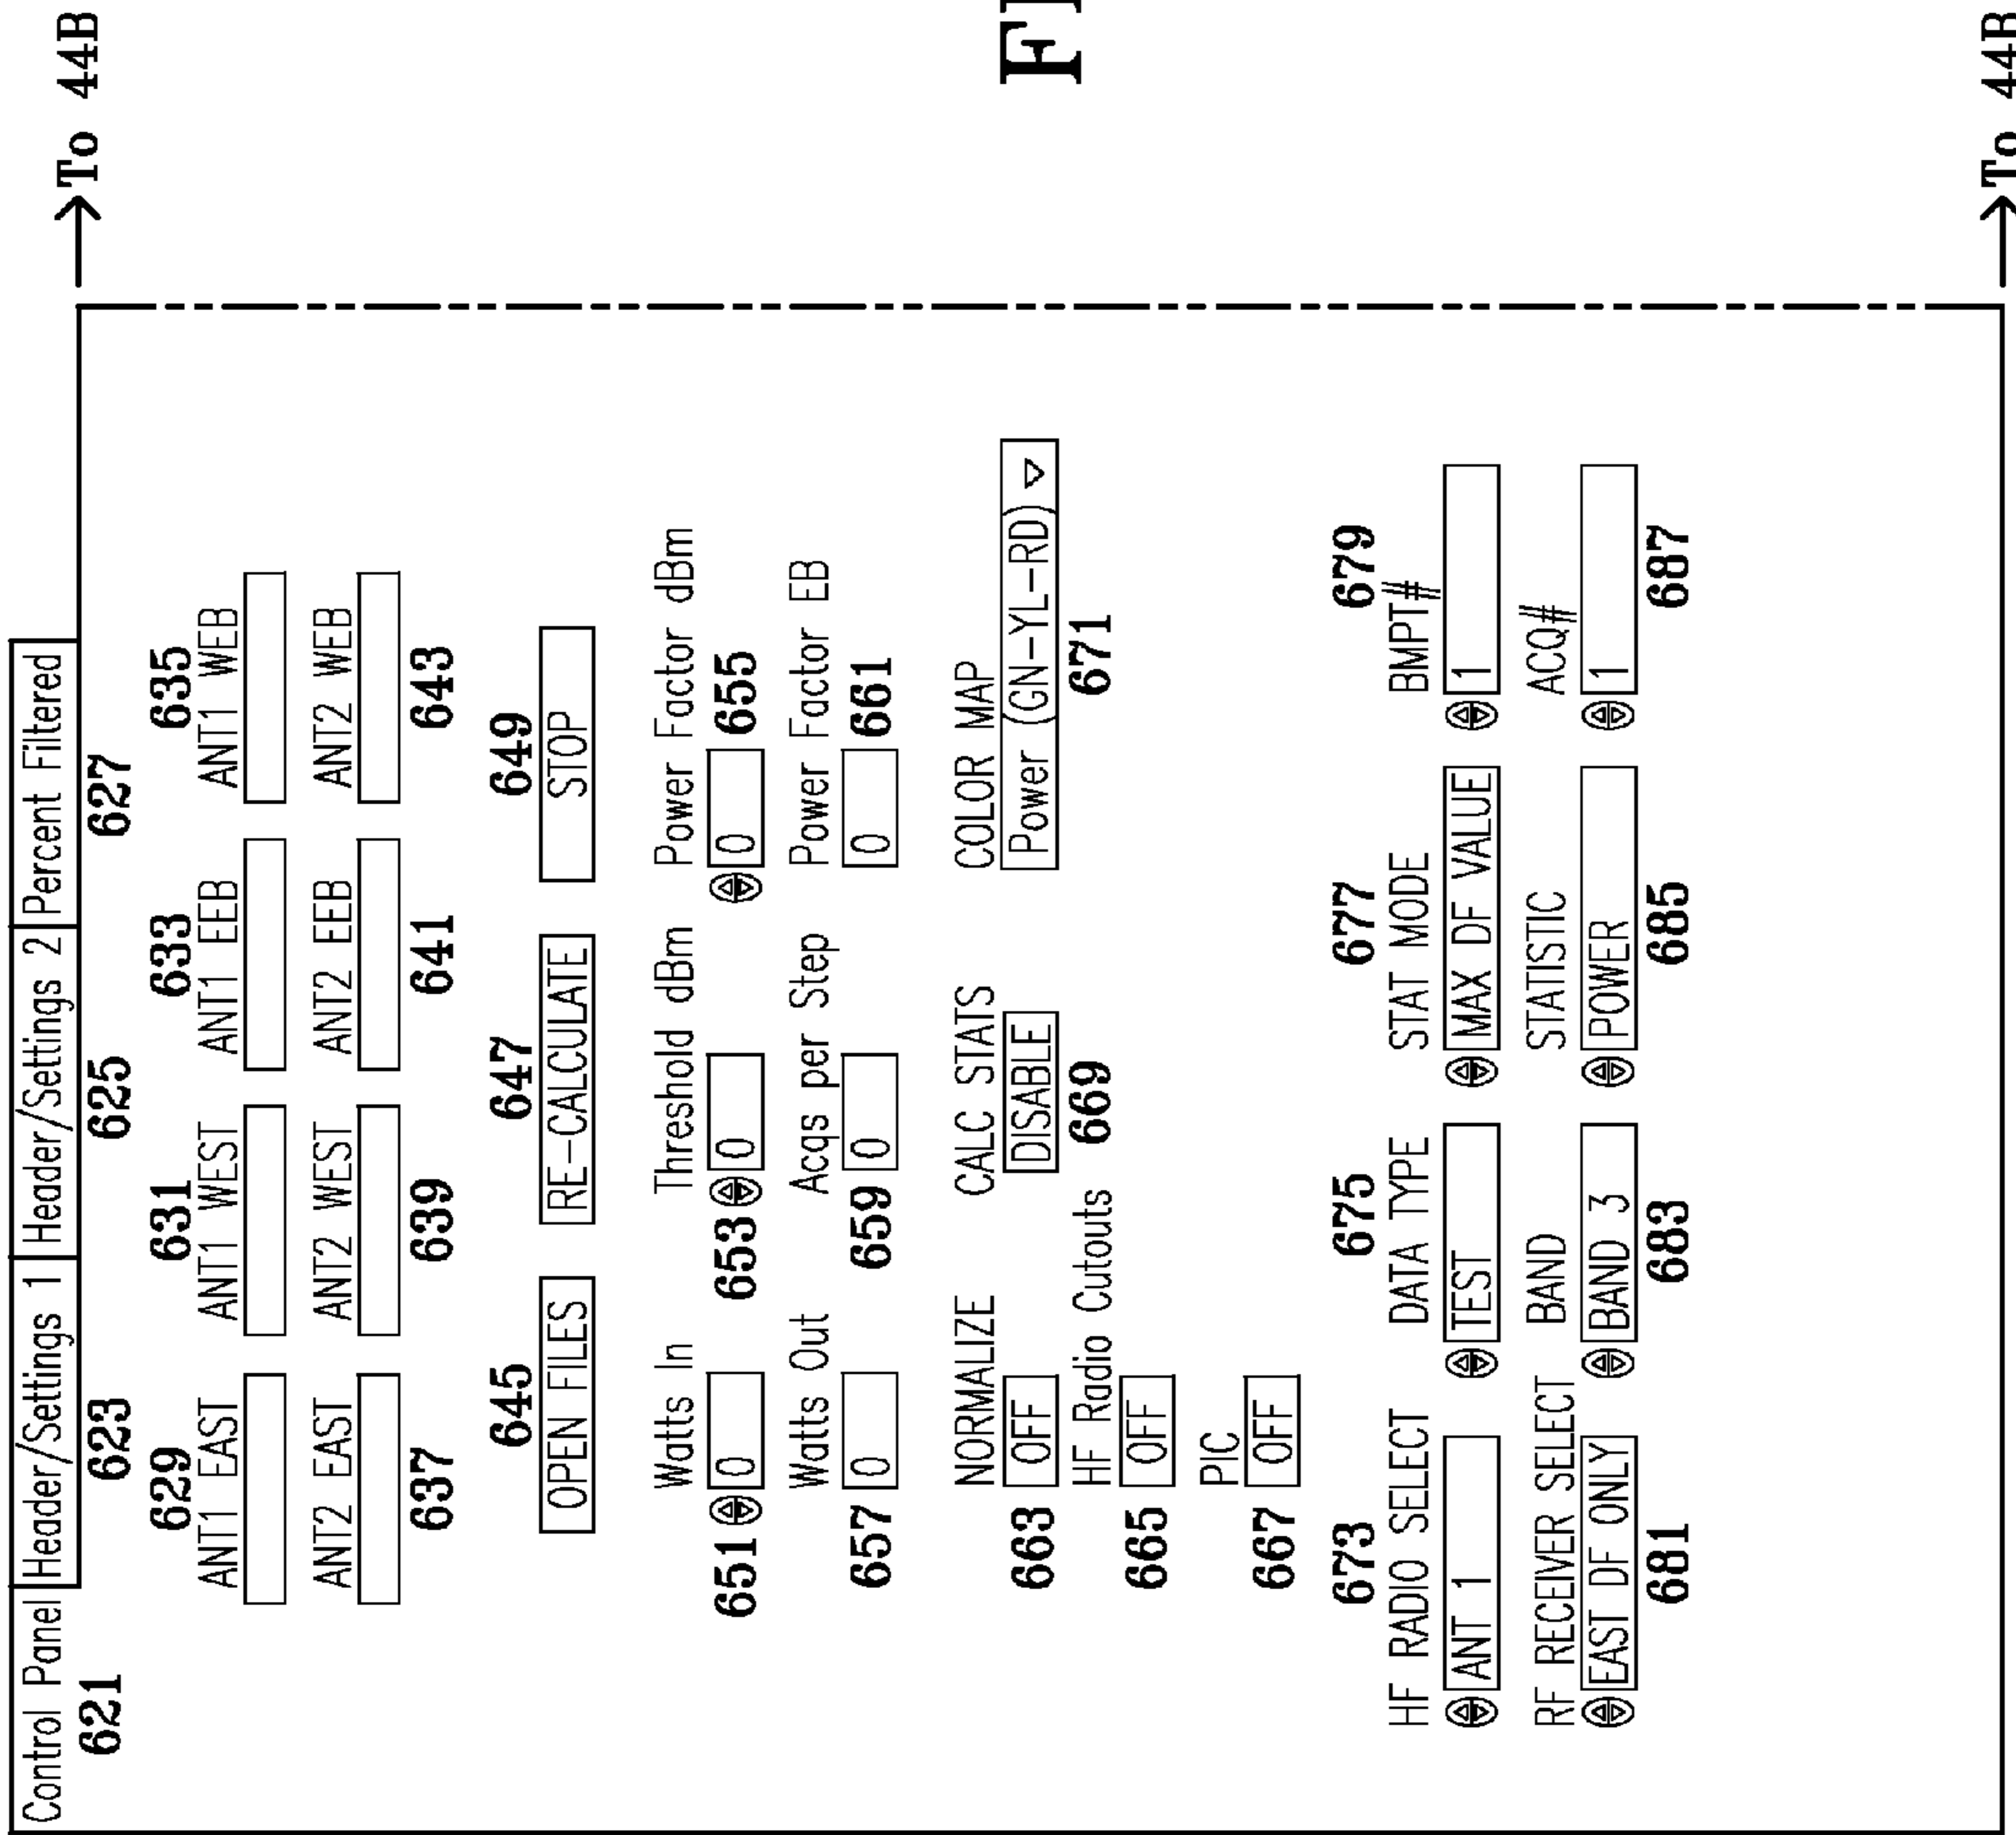 Control Panel Header/Settings 1 Header/Settings 2 Percent Filtered
621 623 625 627
To 44B
629 631 633 635
ANT1 EAST ANT1 WEST ANT1 EEB ANT1 WEB
ANT2 EAST ANT2 WEST ANT2 EEB ANT2 WEB
637 639 641 643
645 647 649
OPEN FILES RE-CALCULATE STOP
Watts In Threshold dBm Power Factor dBm
651 0 653 0 0 655
Watts Out Acqs per Step Power Factor EB
657 0 659 0 0 661
NORMALIZE CALC STATS COLOR MAP
663 OFF DISABLE Power (GN-YL-RD)
HF Radio Cutouts 669 671
665 OFF
PIC
667 OFF
673 675 677 679
HF RADIO SELECT DATA TYPE STAT MODE BMPT#
ANT 1 TEST MAX DF VALUE 1
RF RECEIVER SELECT BAND STATISTIC ACQ#
EAST DF ONLY BAND 3 POWER 1
681 683 685 687
To 44B